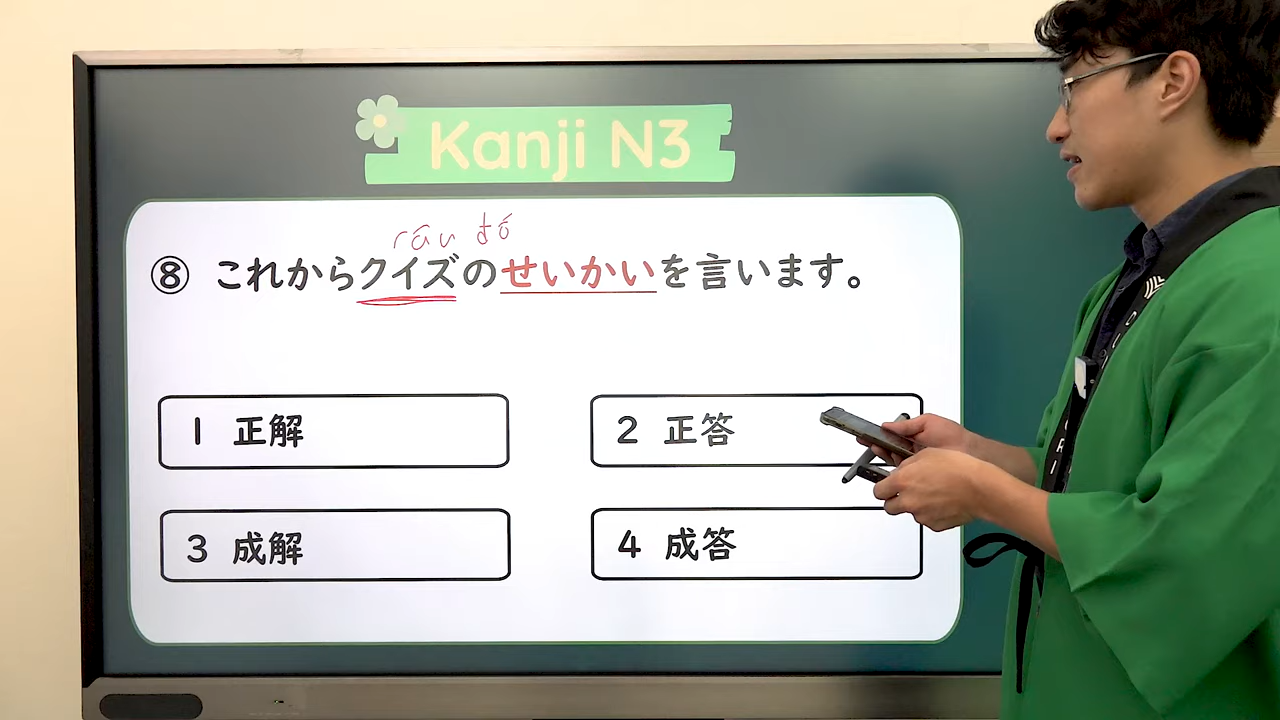 Kanji N3
câu đố
⑧ これからクイズのせいかいを言います。
1 正解
2 正答
3 成解
4 成答